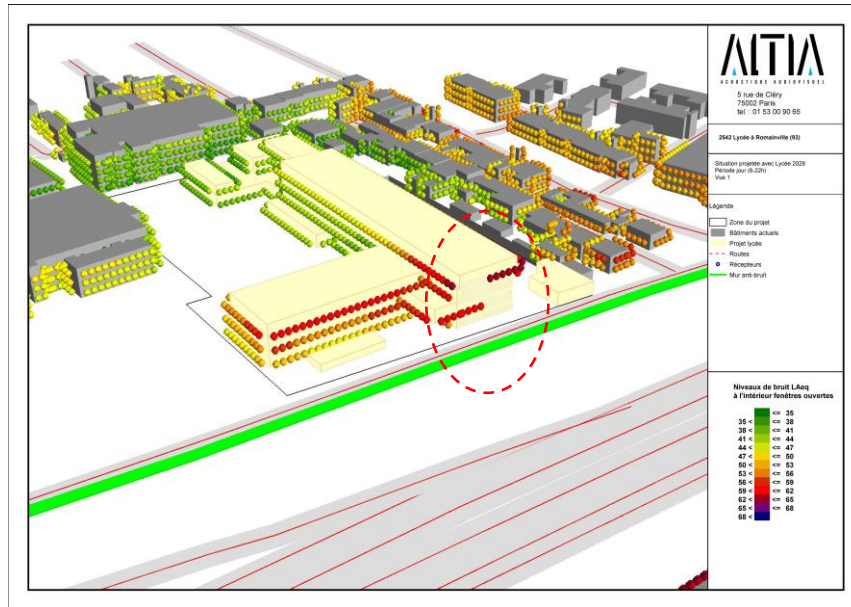 AITIA
ACOUSTIQUE AUDIOVISUEL
5 rue de Cléry
75002 Paris
tel. : 01 53 00 90 65
2542 Lycée à Romainville (93)
Situation projetée avec Lycée 2028
Période jour (6-22h)
Vue 1
Légende
Zone du projet
Bâtiments actuels
Projet lycée
Routes
Récepteurs
Mur anti-bruit
Niveaux de bruit LAeq
à l'intérieur fenêtres ouvertes
<= 35
35 < <= 38
38 < <= 41
41 < <= 44
44 < <= 47
47 < <= 50
50 < <= 53
53 < <= 56
56 < <= 59
59 < <= 62
62 < <= 65
65 < <= 68
68 <